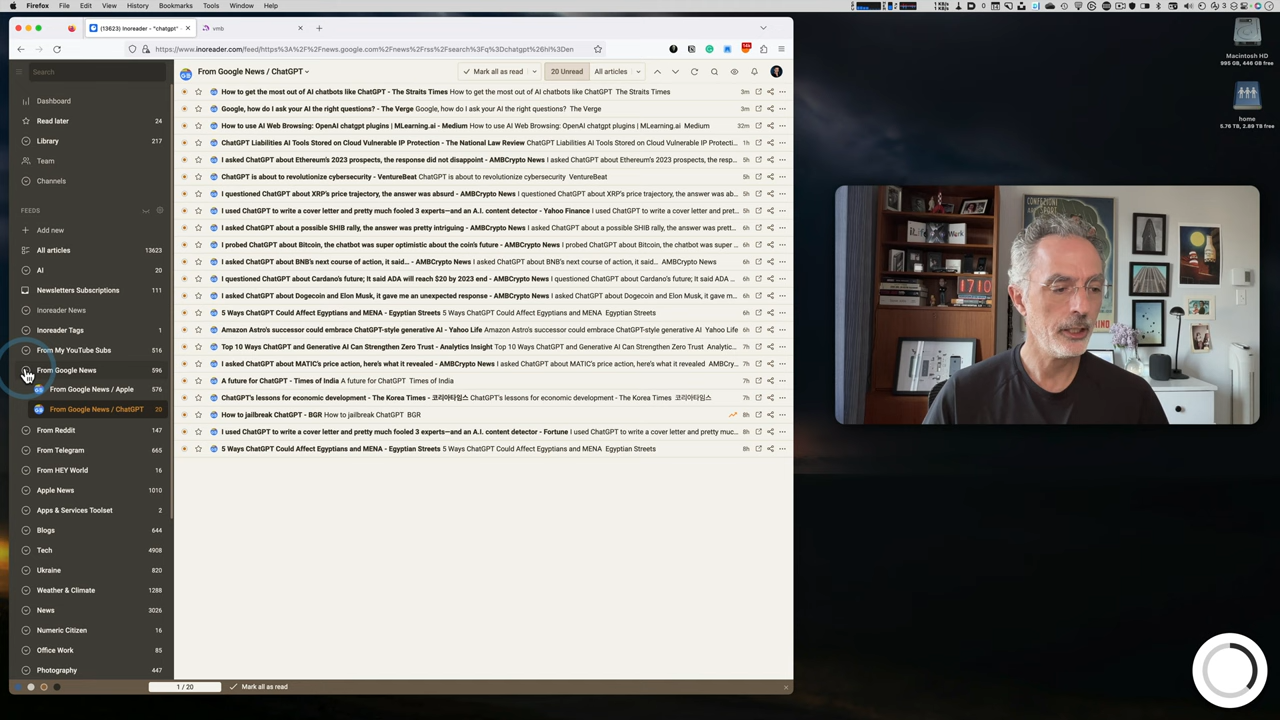 Firefox File Edit View History Bookmarks Tools Window Help
(13623) Inoreader - "chatgpt"
vmb
https://www.inoreader.com/feed/https%3A%2F%2Fnews.google.com%2Fnews%2Frss%2Fsearch%3Fq%3Dchatgpt%26hl%3Den
Search
From Google News / ChatGPT
Mark all as read
20 Unread
All articles
Dashboard
Read later 24
Library 217
Team
Channels
FEEDS
Add new
All articles 13623
AI 20
Newsletters Subscriptions 111
Inoreader News
Inoreader Tags 1
From My YouTube Subs 516
From Google News 596
From Google News / Apple 576
From Google News / ChatGPT 20
From Reddit 147
From Telegram 665
From HEY World 16
Apple News 1010
Apps & Services Toolset 2
Blogs 644
Tech 4908
Ukraine 820
Weather & Climate 1288
News 3026
Numeric Citizen 16
Office Work 85
Photography 447
How to get the most out of AI chatbots like ChatGPT - The Straits Times How to get the most out of AI chatbots like ChatGPT The Straits Times 3m
Google, how do I ask your AI the right questions? - The Verge Google, how do I ask your AI the right questions? The Verge 3m
How to use AI Web Browsing: OpenAI chatgpt plugins | MLearning.ai - Medium How to use AI Web Browsing: OpenAI chatgpt plugins | MLearning.ai Medium 32m
ChatGPT Liabilities AI Tools Stored on Cloud Vulnerable IP Protection - The National Law Review ChatGPT Liabilities AI Tools Stored on Cloud Vulnerable IP Protection The National Law Review 1h
I asked ChatGPT about Ethereum's 2023 prospects, the response did not disappoint - AMBCrypto News I asked ChatGPT about Ethereum's 2023 prospects, the resp... 5h
ChatGPT is about to revolutionize cybersecurity - VentureBeat ChatGPT is about to revolutionize cybersecurity VentureBeat 5h
I questioned ChatGPT about XRP's price trajectory, the answer was absurd - AMBCrypto News I questioned ChatGPT about XRP's price trajectory, the answer was ab... 5h
I used ChatGPT to write a cover letter and pretty much fooled 3 experts—and an A.I. content detector - Yahoo Finance I used ChatGPT to write a cover letter and pret... 5h
I asked ChatGPT about a possible SHIB rally, the answer was pretty intriguing - AMBCrypto News I asked ChatGPT about a possible SHIB rally, the answer was prett... 6h
I probed ChatGPT about Bitcoin, the chatbot was super optimistic about the coin's future - AMBCrypto News I probed ChatGPT about Bitcoin, the chatbot was super ... 6h
I asked ChatGPT about BNB's next course of action, it said... - AMBCrypto News I asked ChatGPT about BNB's next course of action, it said... AMBCrypto News 6h
I questioned ChatGPT about Cardano's future; It said ADA will reach $20 by 2023 end - AMBCrypto News I questioned ChatGPT about Cardano's future; It said ADA ... 6h
I asked ChatGPT about Dogecoin and Elon Musk, it gave me an unexpected response - AMBCrypto News I asked ChatGPT about Dogecoin and Elon Musk, it gave m... 6h
5 Ways ChatGPT Could Affect Egyptians and MENA - Egyptian Streets 5 Ways ChatGPT Could Affect Egyptians and MENA Egyptian Streets 6h
Amazon Astro's successor could embrace ChatGPT-style generative AI - Yahoo Life Amazon Astro's successor could embrace ChatGPT-style generative AI Yahoo Life 6h
Top 10 Ways ChatGPT and Generative AI Can Strengthen Zero Trust - Analytics Insight Top 10 Ways ChatGPT and Generative AI Can Strengthen Zero Trust Analytic... 7h
I asked ChatGPT about MATIC's price action, here's what it revealed - AMBCrypto News I asked ChatGPT about MATIC's price action, here's what it revealed AMBCrypto... 7h
A future for ChatGPT - Times of India A future for ChatGPT Times of India 7h
ChatGPT's lessons for economic development - The Korea Times - 코리아타임스 ChatGPT's lessons for economic development The Korea Times 코리아타임스 7h
How to jailbreak ChatGPT - BGR How to jailbreak ChatGPT BGR 8h
I used ChatGPT to write a cover letter and pretty much fooled 3 experts—and an A.I. content detector - Fortune I used ChatGPT to write a cover letter and pretty muc... 8h
5 Ways ChatGPT Could Affect Egyptians and MENA - Egyptian Streets 5 Ways ChatGPT Could Affect Egyptians and MENA Egyptian Streets 8h
1 / 20
Mark all as read
Macintosh HD
995 GB, 446 GB free
home
5.76 TB, 2.89 TB free
Life Work
1710